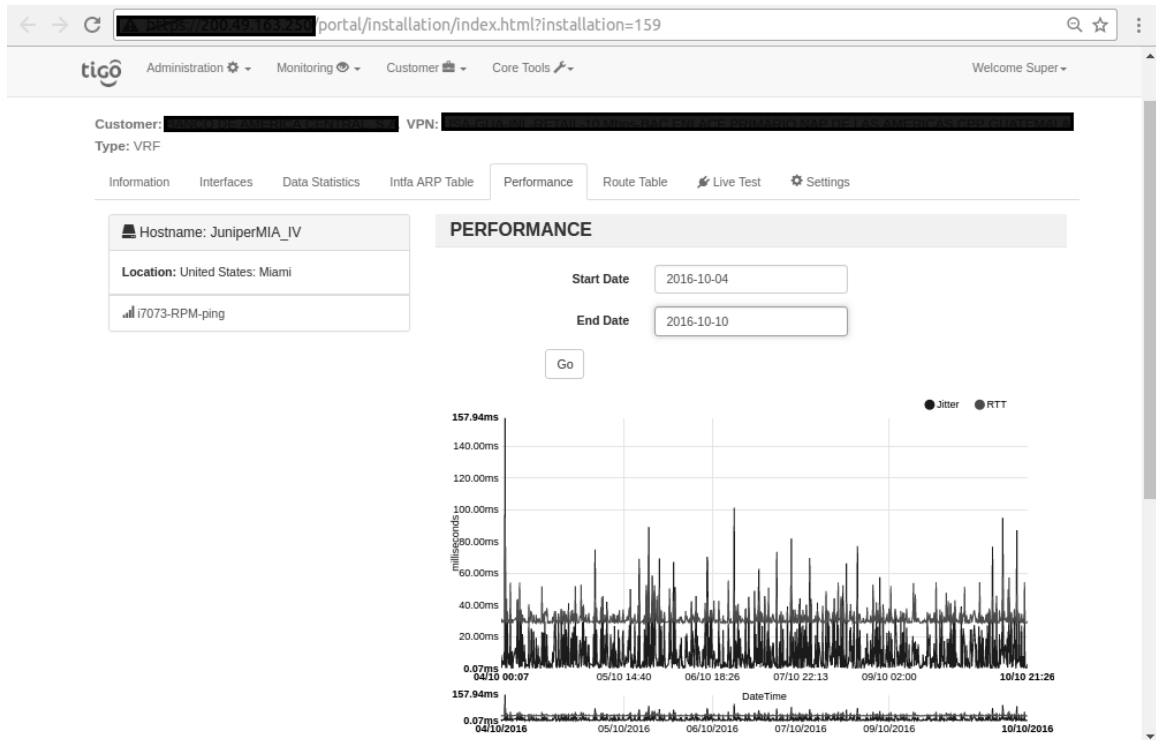 /portal/installation/index.html?installation=159
tigô Administration Monitoring Customer Core Tools Welcome Super
Customer: VPN:
Type: VRF
Information Interfaces Data Statistics Intfa ARP Table Performance Route Table Live Test Settings
Hostname: JuniperMIA_IV
Location: United States: Miami
i7073-RPM-ping
PERFORMANCE
Start Date 2016-10-04
End Date 2016-10-10
Go
Jitter RTT
157.94ms
140.00ms
120.00ms
100.00ms
80.00ms
60.00ms
40.00ms
20.00ms
0.07ms
milliseconds
04/10 00:07 05/10 14:40 06/10 18:26 07/10 22:13 09/10 02:00 10/10 21:26
DateTime
157.94ms
0.07ms
04/10/2016 05/10/2016 06/10/2016 07/10/2016 09/10/2016 10/10/2016